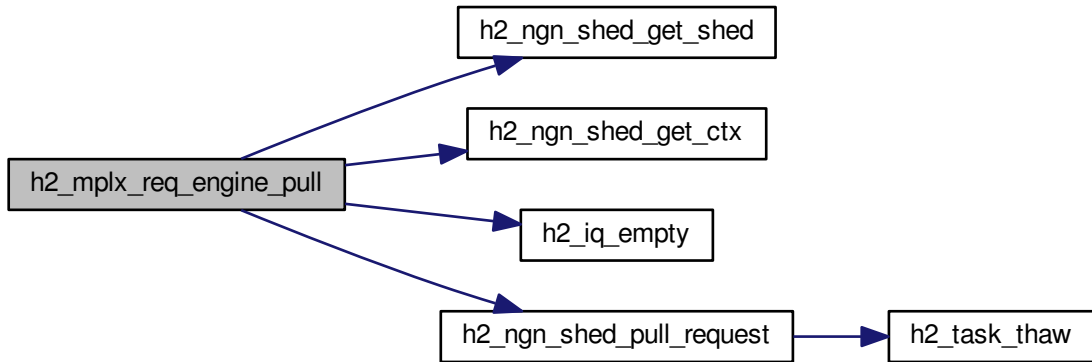 h2_ngn_shed_get_shed
h2_ngn_shed_get_ctx
h2_mplx_req_engine_pull
h2_iq_empty
h2_ngn_shed_pull_request
h2_task_thaw